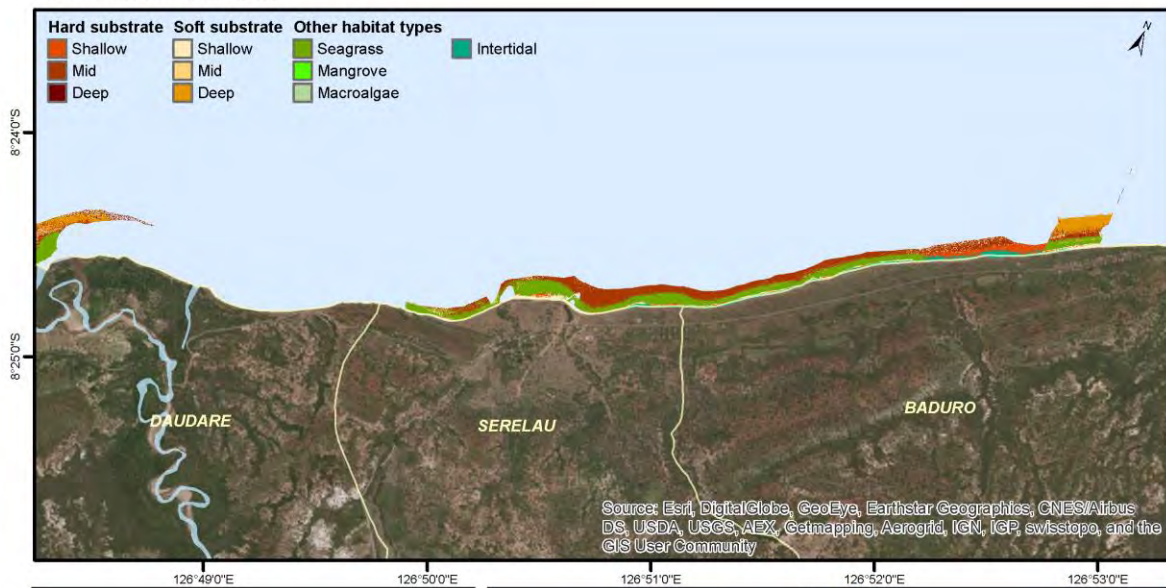 Hard substrate Soft substrate Other habitat types
Shallow Shallow Seagrass Intertidal
Mid Mid Mangrove
Deep Deep Macroalgae
N
8°24'0"S
8°25'0"S
DAUDARE
SERELAU
BADURO
Source: Esri, DigitalGlobe, GeoEye, Earthstar Geographics, CNES/Airbus
DS, USDA, USGS, AEX, Getmapping, Aerogrid, IGN, IGP, swisstopo, and the
GIS User Community
126°49'0"E 126°50'0"E 126°51'0"E 126°52'0"E 126°53'0"E